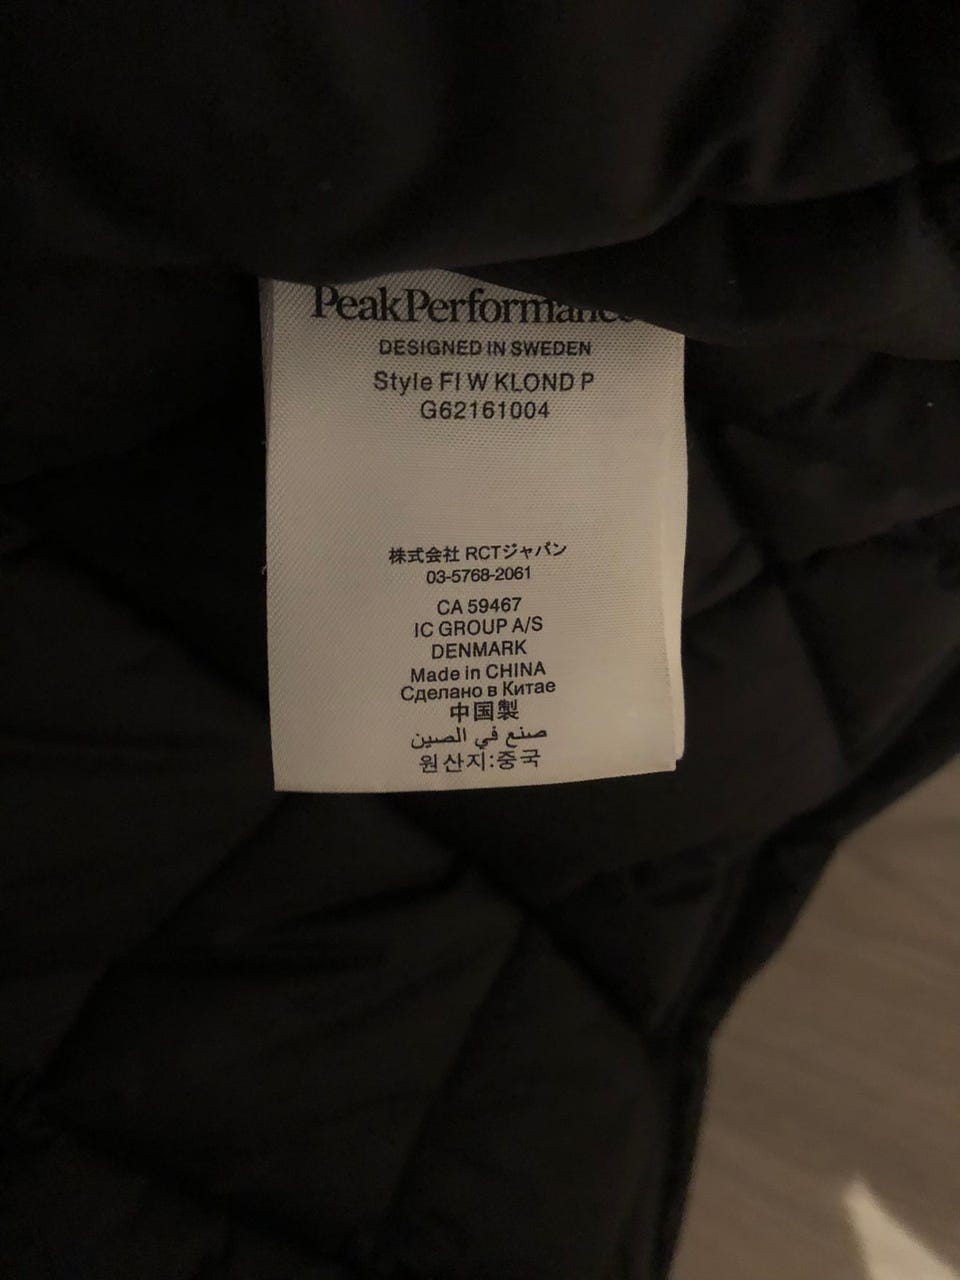 PeakPerformance
DESIGNED IN SWEDEN
Style FI W KLOND P
G62161004
株式会社 RCTジャパン
03-5768-2061
CA 59467
IC GROUP A/S
DENMARK
Made in CHINA
Сделано в Китае
中国製
صنع في الصين
원산지:중국